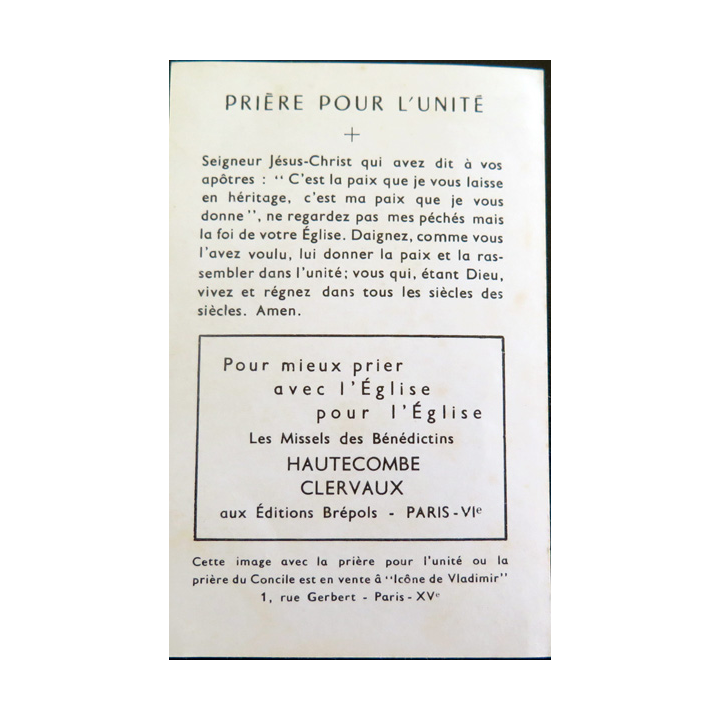 PRIÈRE POUR L'UNITÉ
+
Seigneur Jésus-Christ qui avez dit à vos
apôtres : " C'est la paix que je vous laisse
en héritage, c'est ma paix que je vous
donne ", ne regardez pas mes péchés mais
la foi de votre Église. Daignez, comme vous
l'avez voulu, lui donner la paix et la ras-
sembler dans l'unité; vous qui, étant Dieu,
vivez et régnez dans tous les siècles des
siècles. Amen.
Pour mieux prier
avec l'Église
pour l'Église
Les Missels des Bénédictins
HAUTECOMBE
CLERVAUX
aux Éditions Brépols - PARIS-VIe
Cette image avec la prière pour l'unité ou la
prière du Concile est en vente à "Icône de Vladimir"
1, rue Gerbert - Paris-XVe